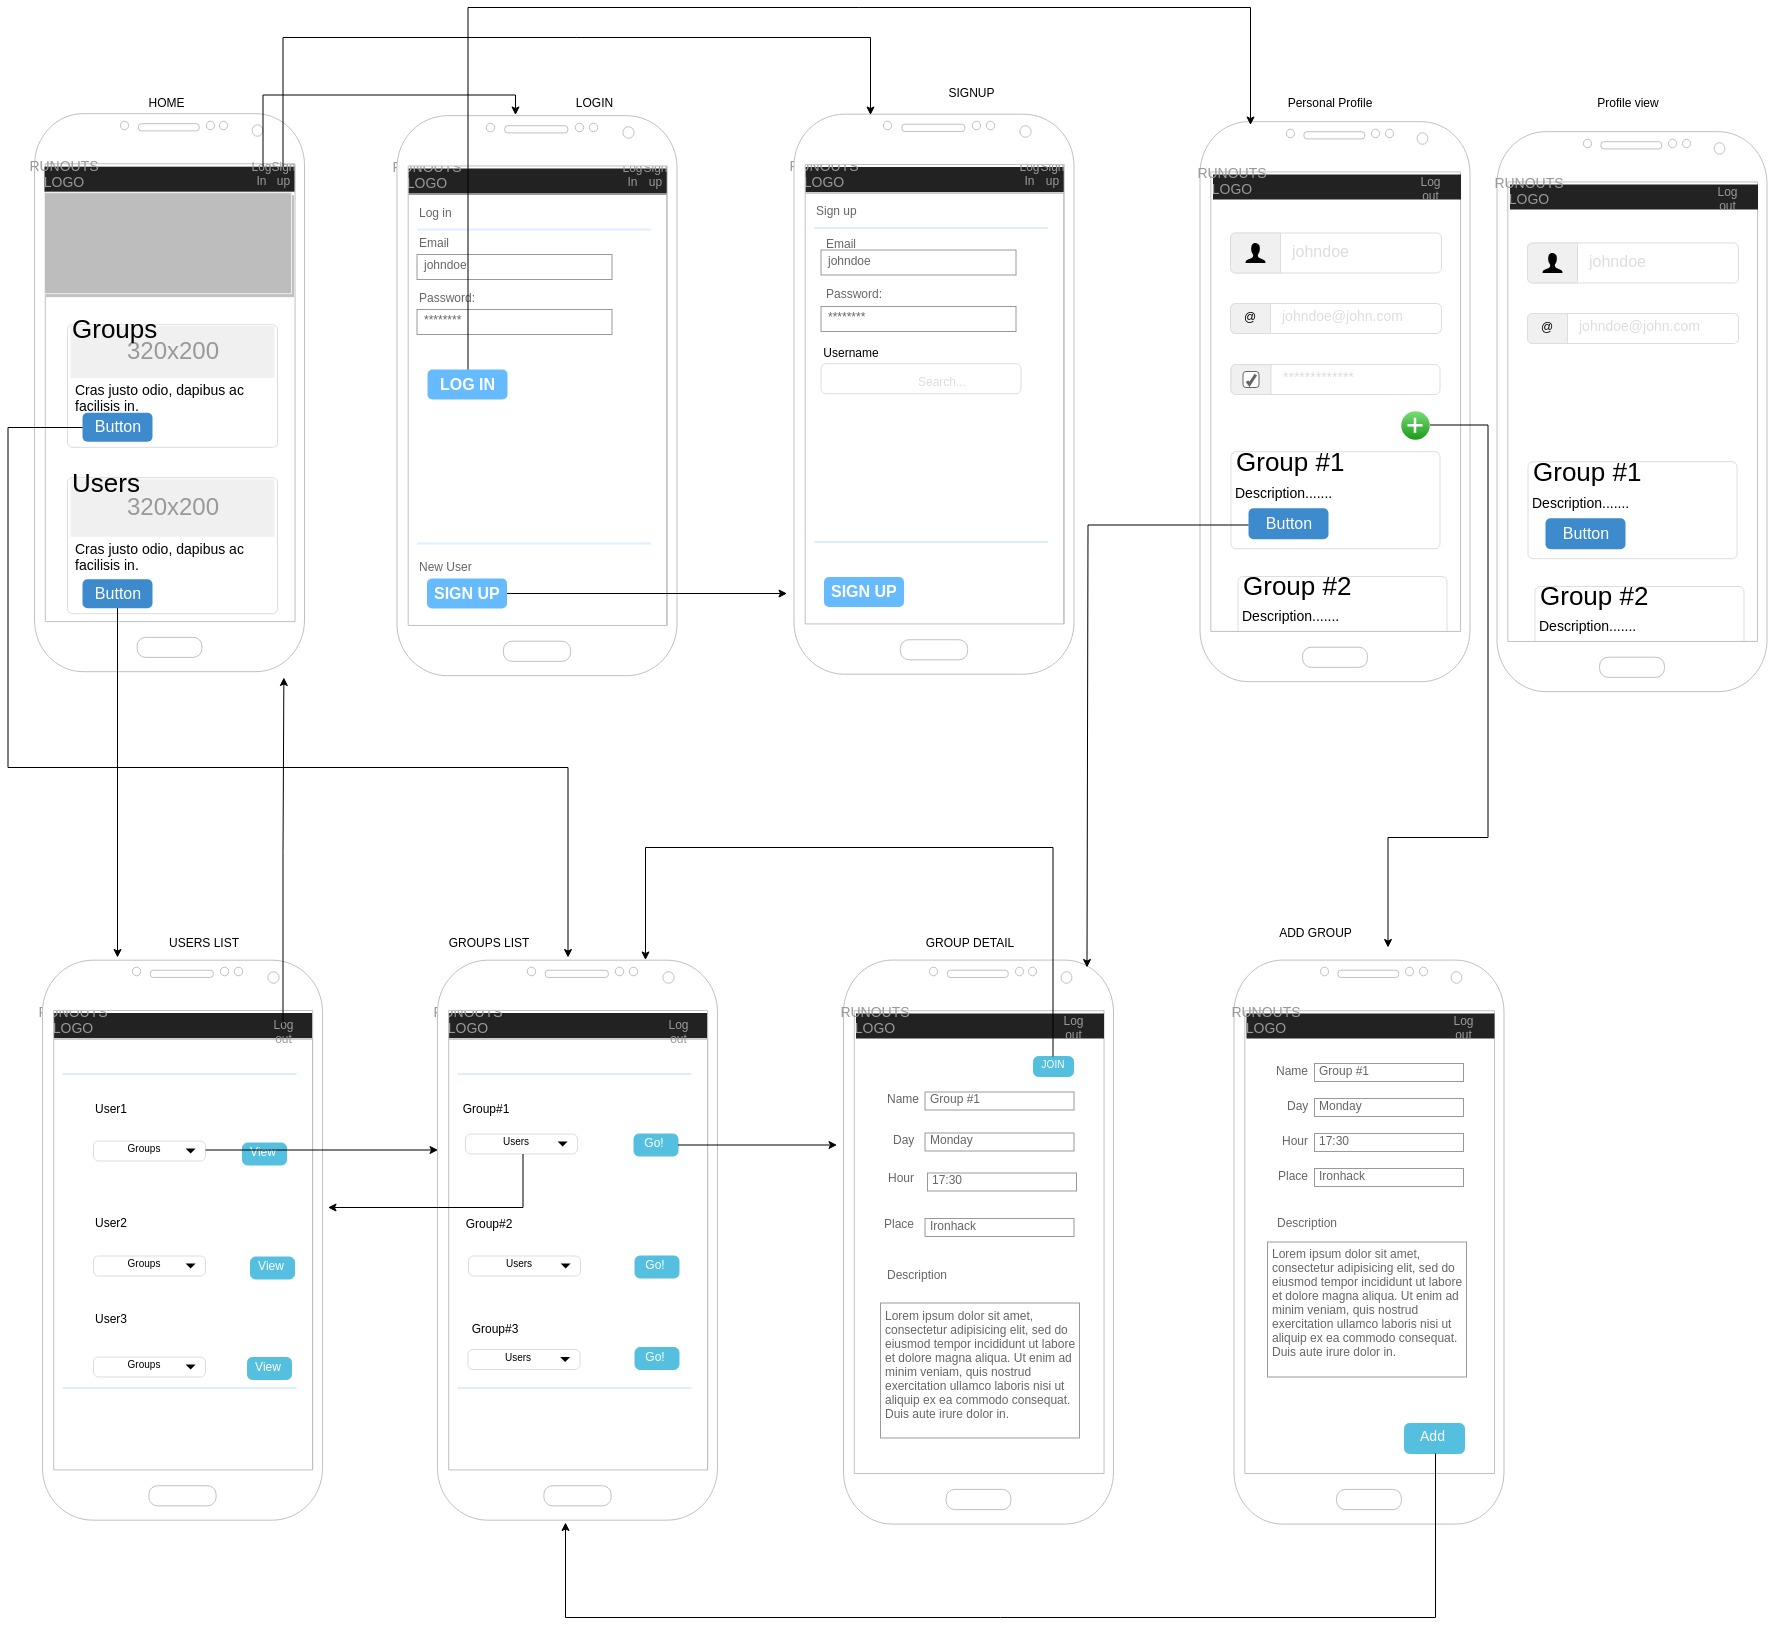 HOME
RUNOUTS
LOGO
Log
In
Sign
up
Groups
320x200
Cras justo odio, dapibus ac
facilisis in.
Button
Users
320x200
Cras justo odio, dapibus ac
facilisis in.
Button
LOGIN
RUNOUTS
LOGO
Log
In
Sign
up
Log in
Email
johndoe
Password:
********
LOG IN
New User
SIGN UP
SIGNUP
RUNOUTS
LOGO
Log
In
Sign
up
Sign up
Email
johndoe
Password:
********
Username
Search...
SIGN UP
Personal Profile
RUNOUTS
LOGO
Log
out
johndoe
@
johndoe@john.com
*************
Group #1
Description.......
Button
Group #2
Description.......
Profile view
RUNOUTS
LOGO
Log
out
johndoe
@
johndoe@john.com
Group #1
Description.......
Button
Group #2
Description.......
USERS LIST
RUNOUTS
LOGO
Log
out
User1
Groups
View
User2
Groups
View
User3
Groups
View
GROUPS LIST
RUNOUTS
LOGO
Log
out
Group#1
Users
Go!
Group#2
Users
Go!
Group#3
Users
Go!
GROUP DETAIL
RUNOUTS
LOGO
Log
out
JOIN
Name
Group #1
Day
Monday
Hour
17:30
Place
Ironhack
Description
Lorem ipsum dolor sit amet,
consectetur adipisicing elit, sed do
eiusmod tempor incididunt ut labore
et dolore magna aliqua. Ut enim ad
minim veniam, quis nostrud
exercitation ullamco laboris nisi ut
aliquip ex ea commodo consequat.
Duis aute irure dolor in.
ADD GROUP
RUNOUTS
LOGO
Log
out
Name
Group #1
Day
Monday
Hour
17:30
Place
Ironhack
Description
Lorem ipsum dolor sit amet,
consectetur adipisicing elit, sed do
eiusmod tempor incididunt ut labore
et dolore magna aliqua. Ut enim ad
minim veniam, quis nostrud
exercitation ullamco laboris nisi ut
aliquip ex ea commodo consequat.
Duis aute irure dolor in.
Add